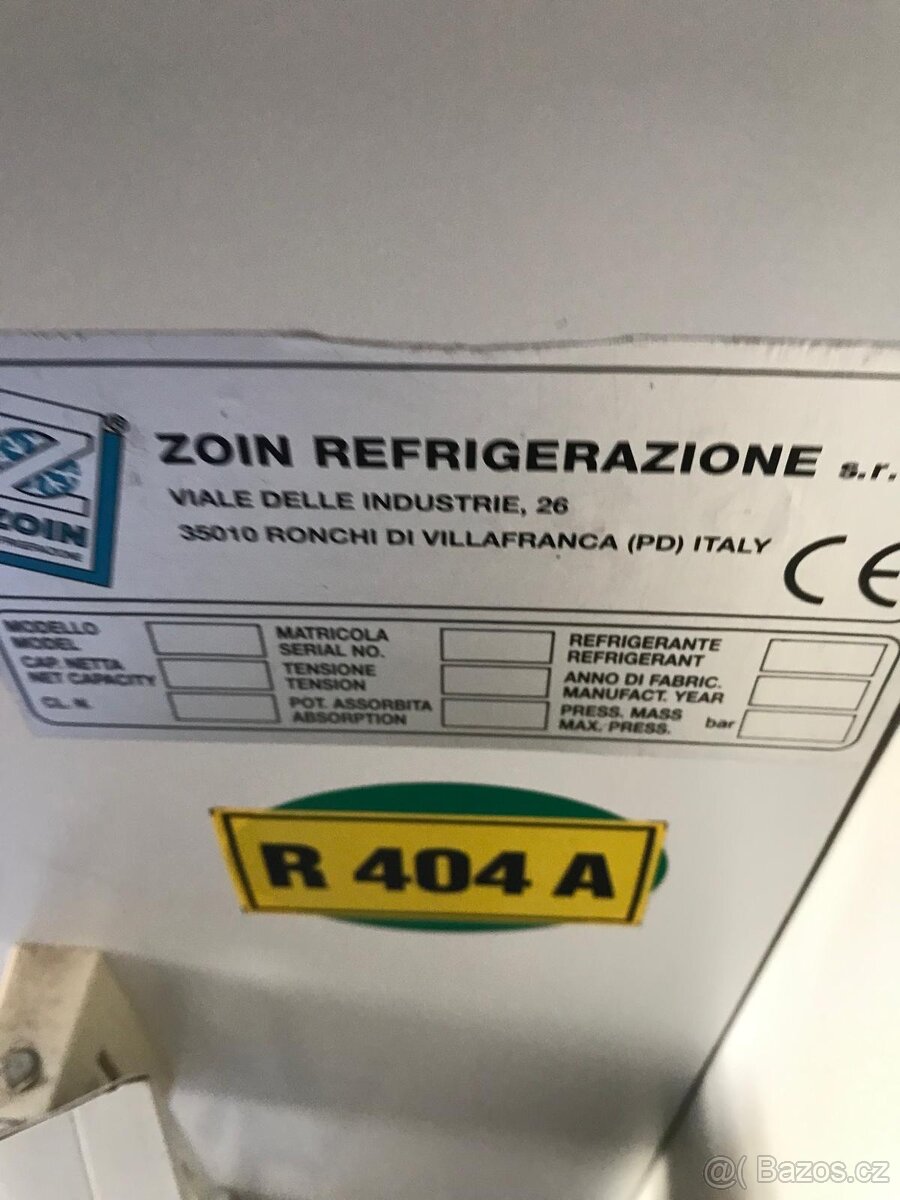 ZOIN REFRIGERAZIONE s.r.
VIALE DELLE INDUSTRIE, 26
35010 RONCHI DI VILLAFRANCA (PD) ITALY
CE
ZOIN
REFRIGERAZIONE
MODELLO
MODEL
CAP. NETTA
NET CAPACITY
CL. N.
MATRICOLA
SERIAL NO.
TENSIONE
TENSION
POT. ASSORBITA
ABSORPTION
REFRIGERANTE
REFRIGERANT
ANNO DI FABRIC.
MANUFACT. YEAR
PRESS. MASS
MAX. PRESS. bar
R 404 A
@( Bazos.cz